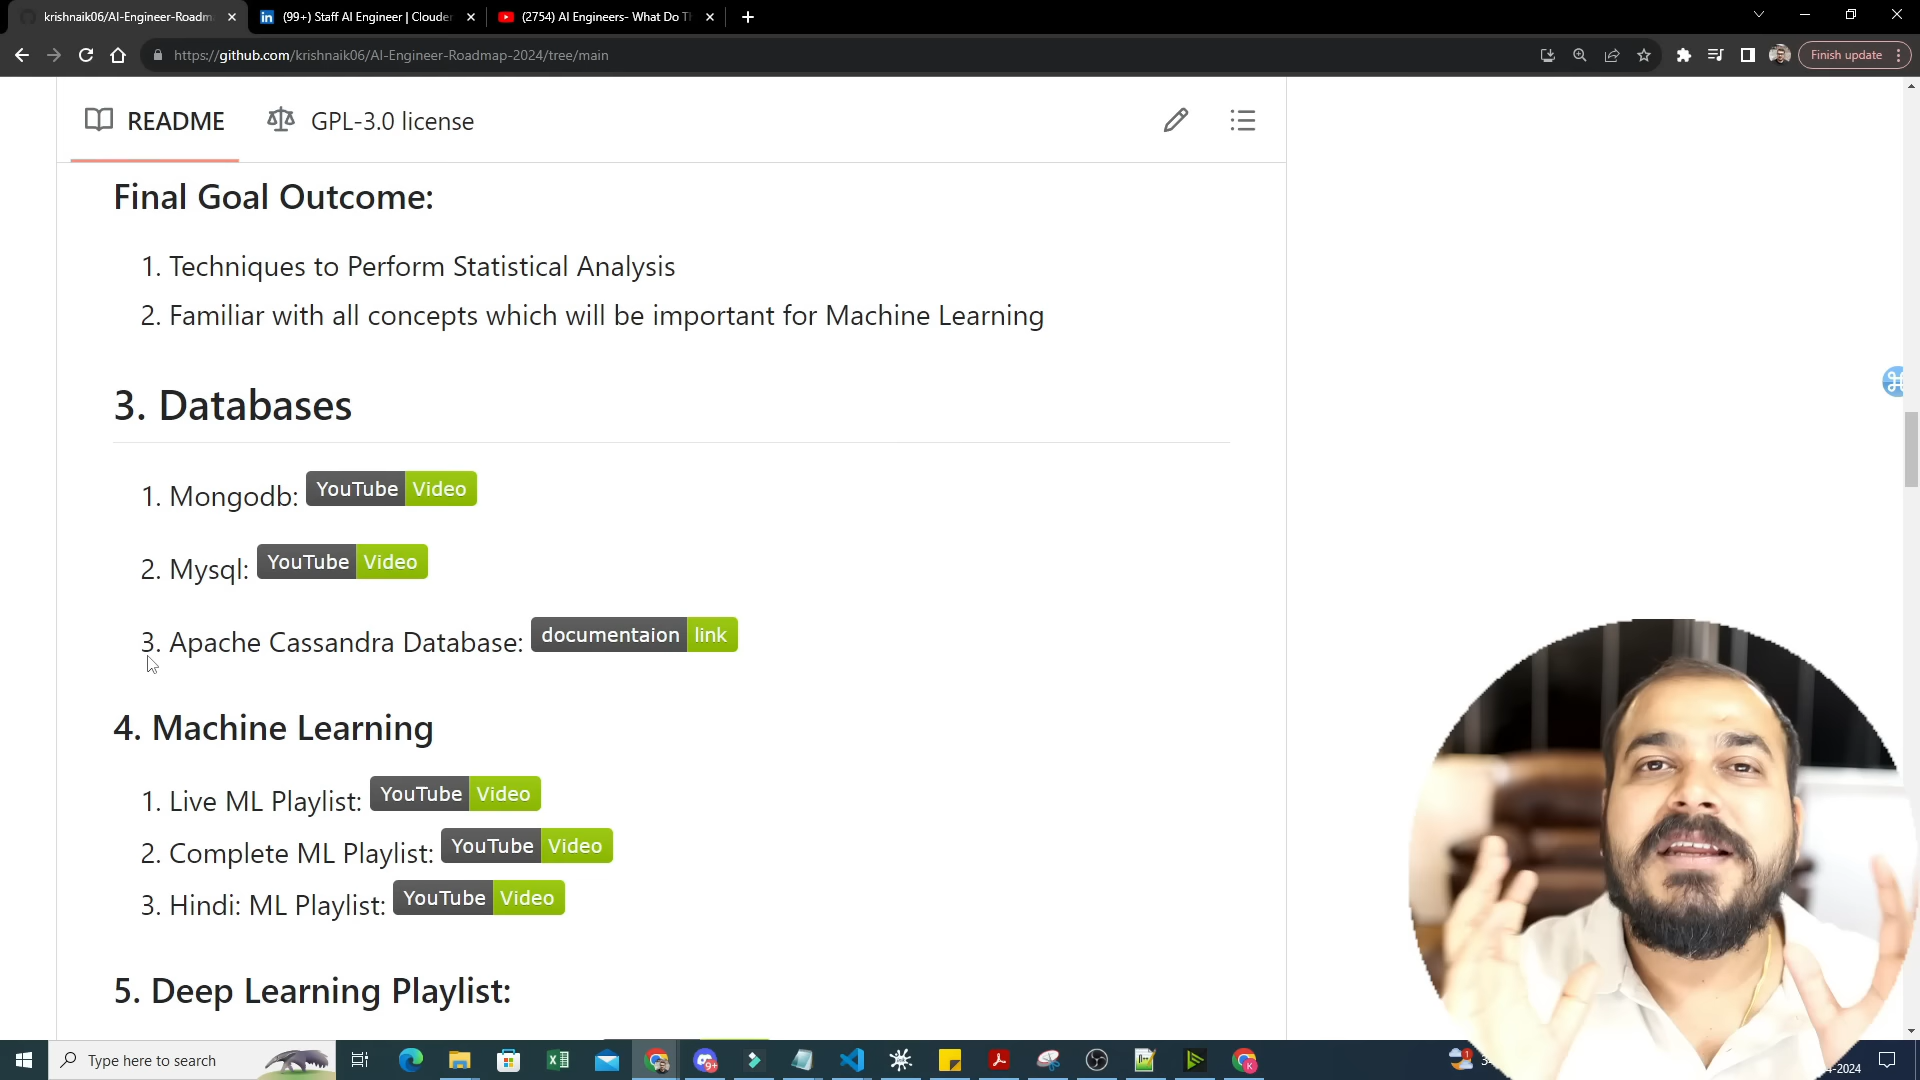 krishnaik06/AI-Engineer-Roadm
(99+) Staff AI Engineer | Clouder
(2754) AI Engineers- What Do Th
https://github.com/krishnaik06/AI-Engineer-Roadmap-2024/tree/main
Finish update
README
GPL-3.0 license
Final Goal Outcome:
1. Techniques to Perform Statistical Analysis
2. Familiar with all concepts which will be important for Machine Learning
3. Databases
1. Mongodb: YouTube Video
2. Mysql: YouTube Video
3. Apache Cassandra Database: documentaion link
4. Machine Learning
1. Live ML Playlist: YouTube Video
2. Complete ML Playlist: YouTube Video
3. Hindi: ML Playlist: YouTube Video
5. Deep Learning Playlist:
Type here to search